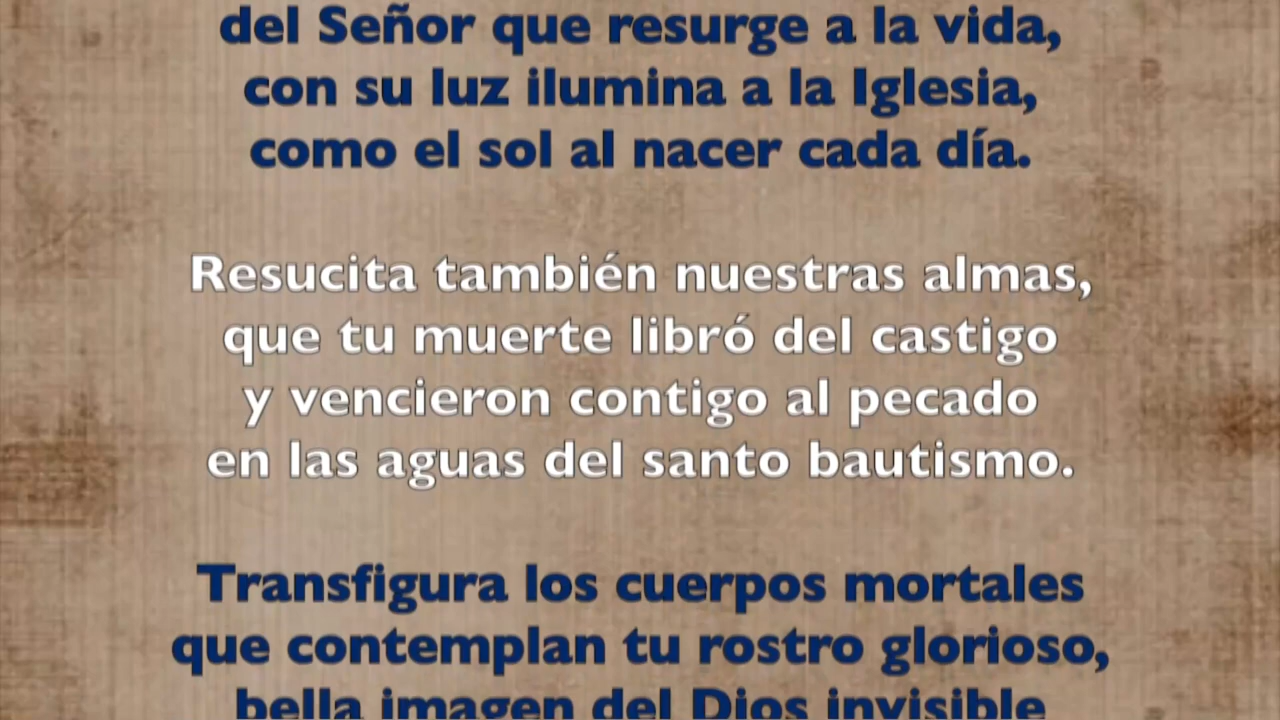 del Señor que resurge a la vida,
con su luz ilumina a la Iglesia,
como el sol al nacer cada día.
Resucita también nuestras almas,
que tu muerte libró del castigo
y vencieron contigo al pecado
en las aguas del santo bautismo.
Transfigura los cuerpos mortales
que contemplan tu rostro glorioso,
bella imagen del Dios invisible